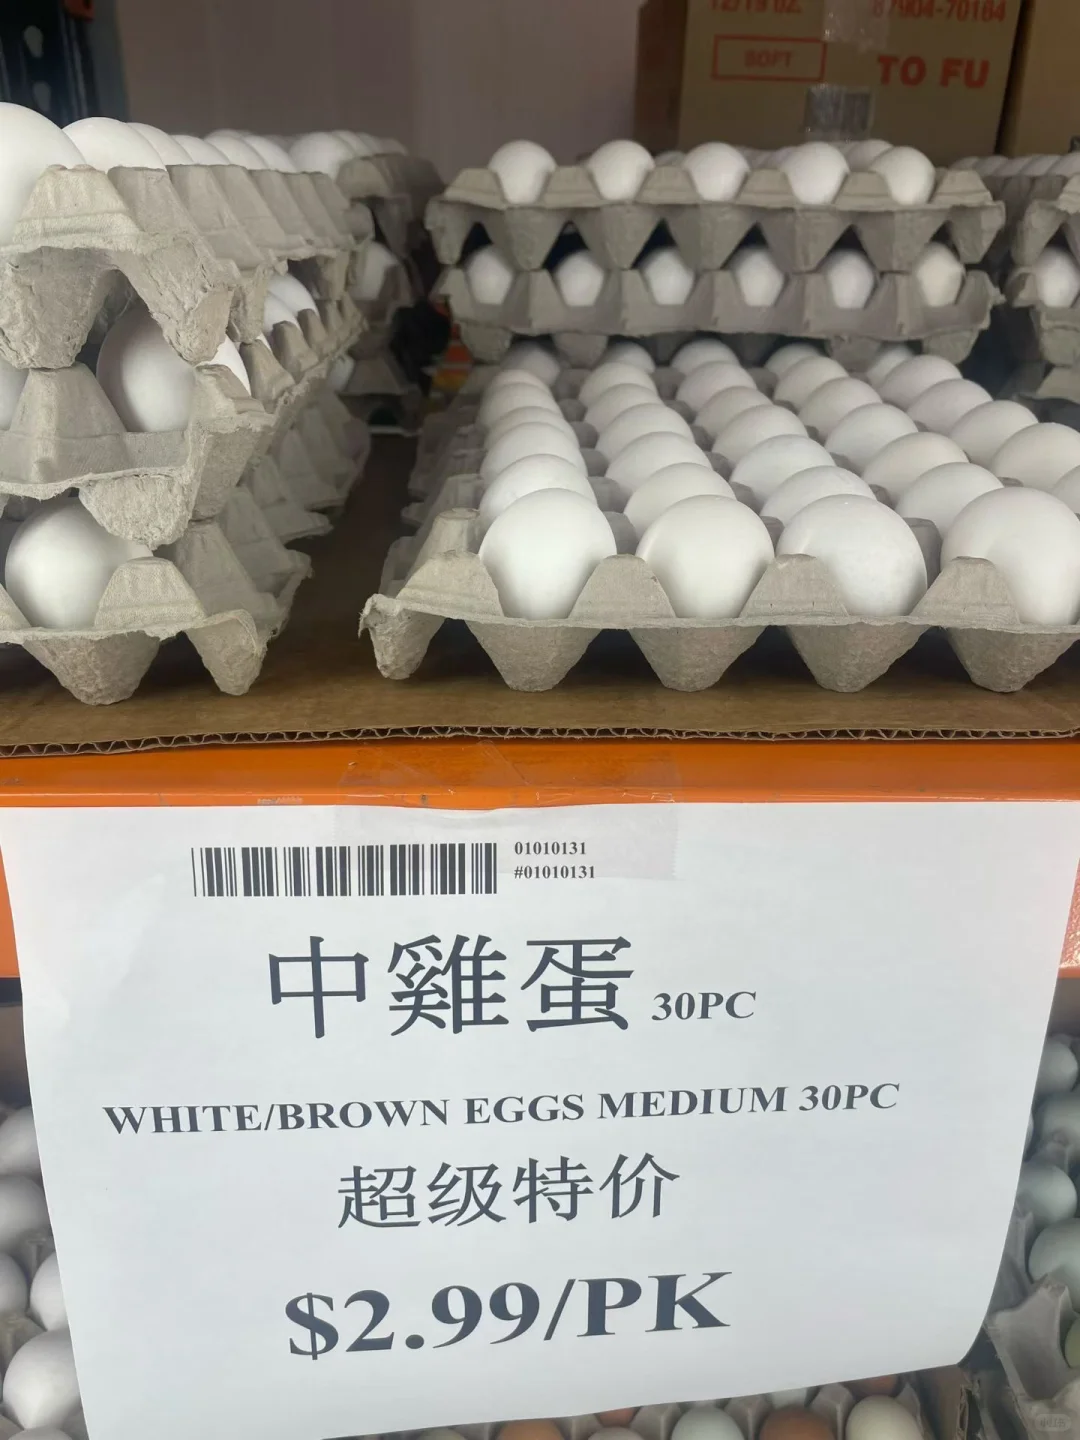 SOFT
TO FU
01010131
#01010131
中雞蛋 30PC
WHITE/BROWN EGGS MEDIUM 30PC
超级特价
$2.99/PK